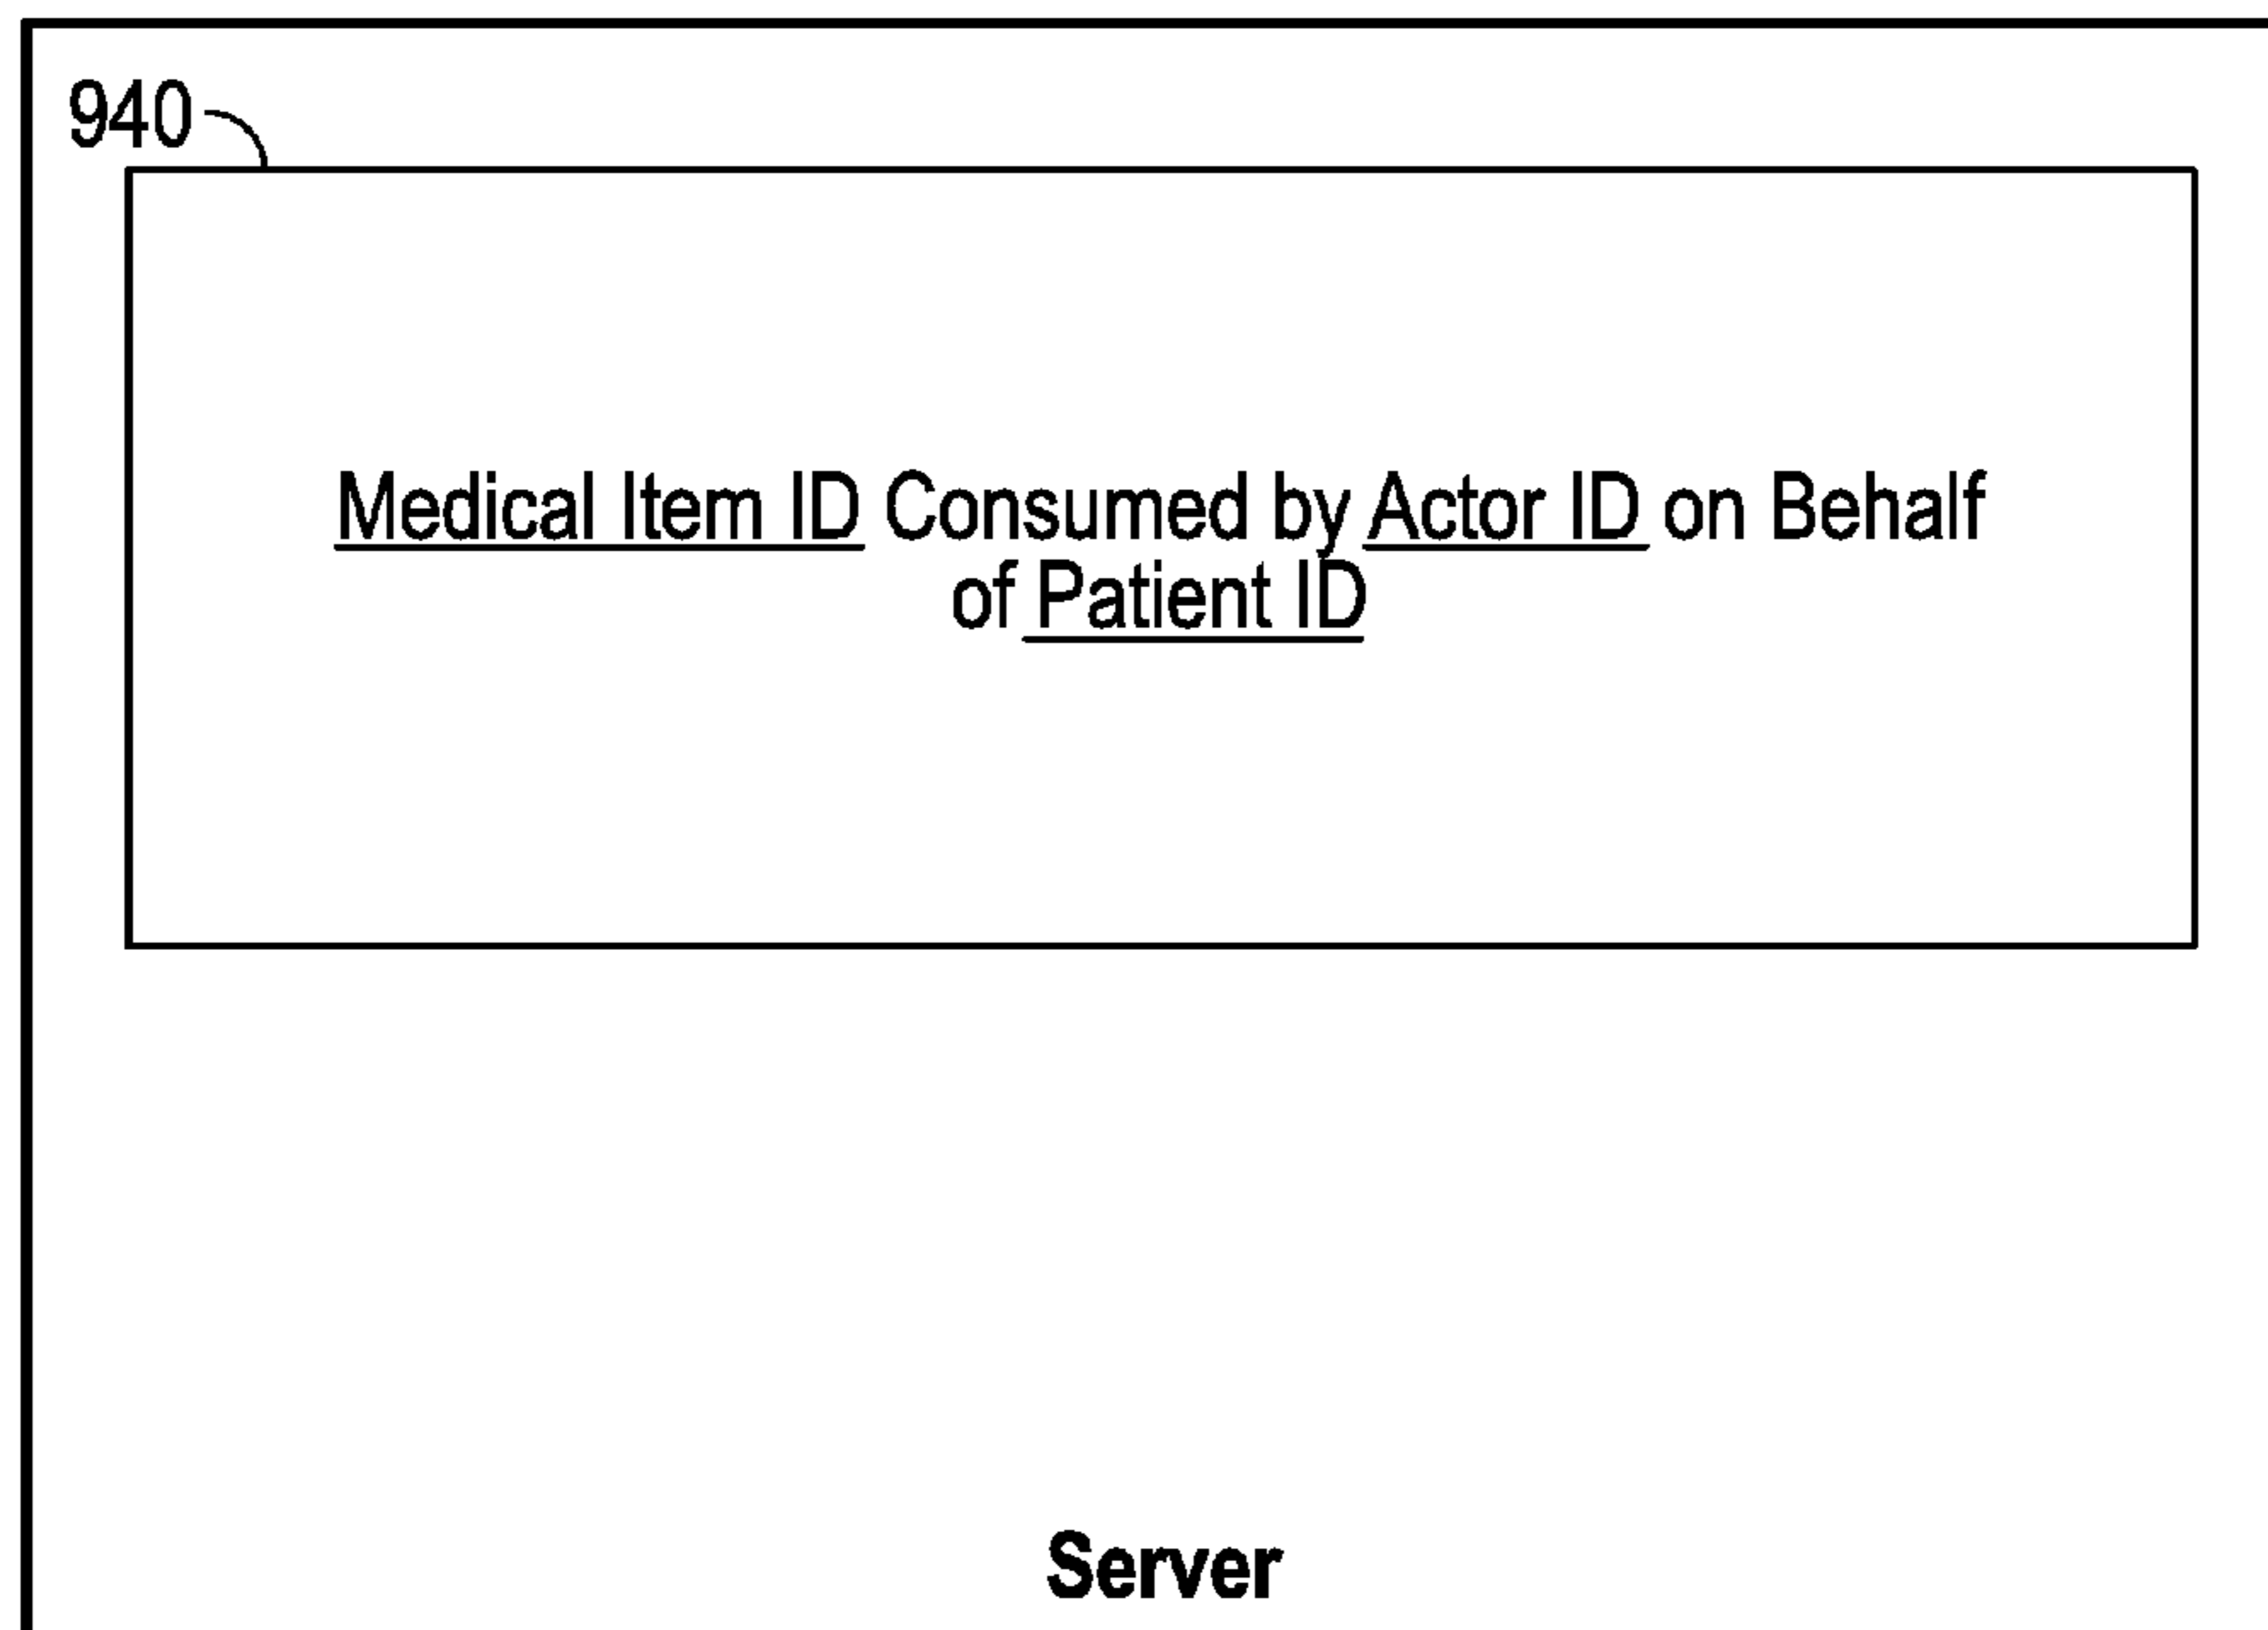 940
Medical Item ID Consumed by Actor ID on Behalf
of Patient ID
Server